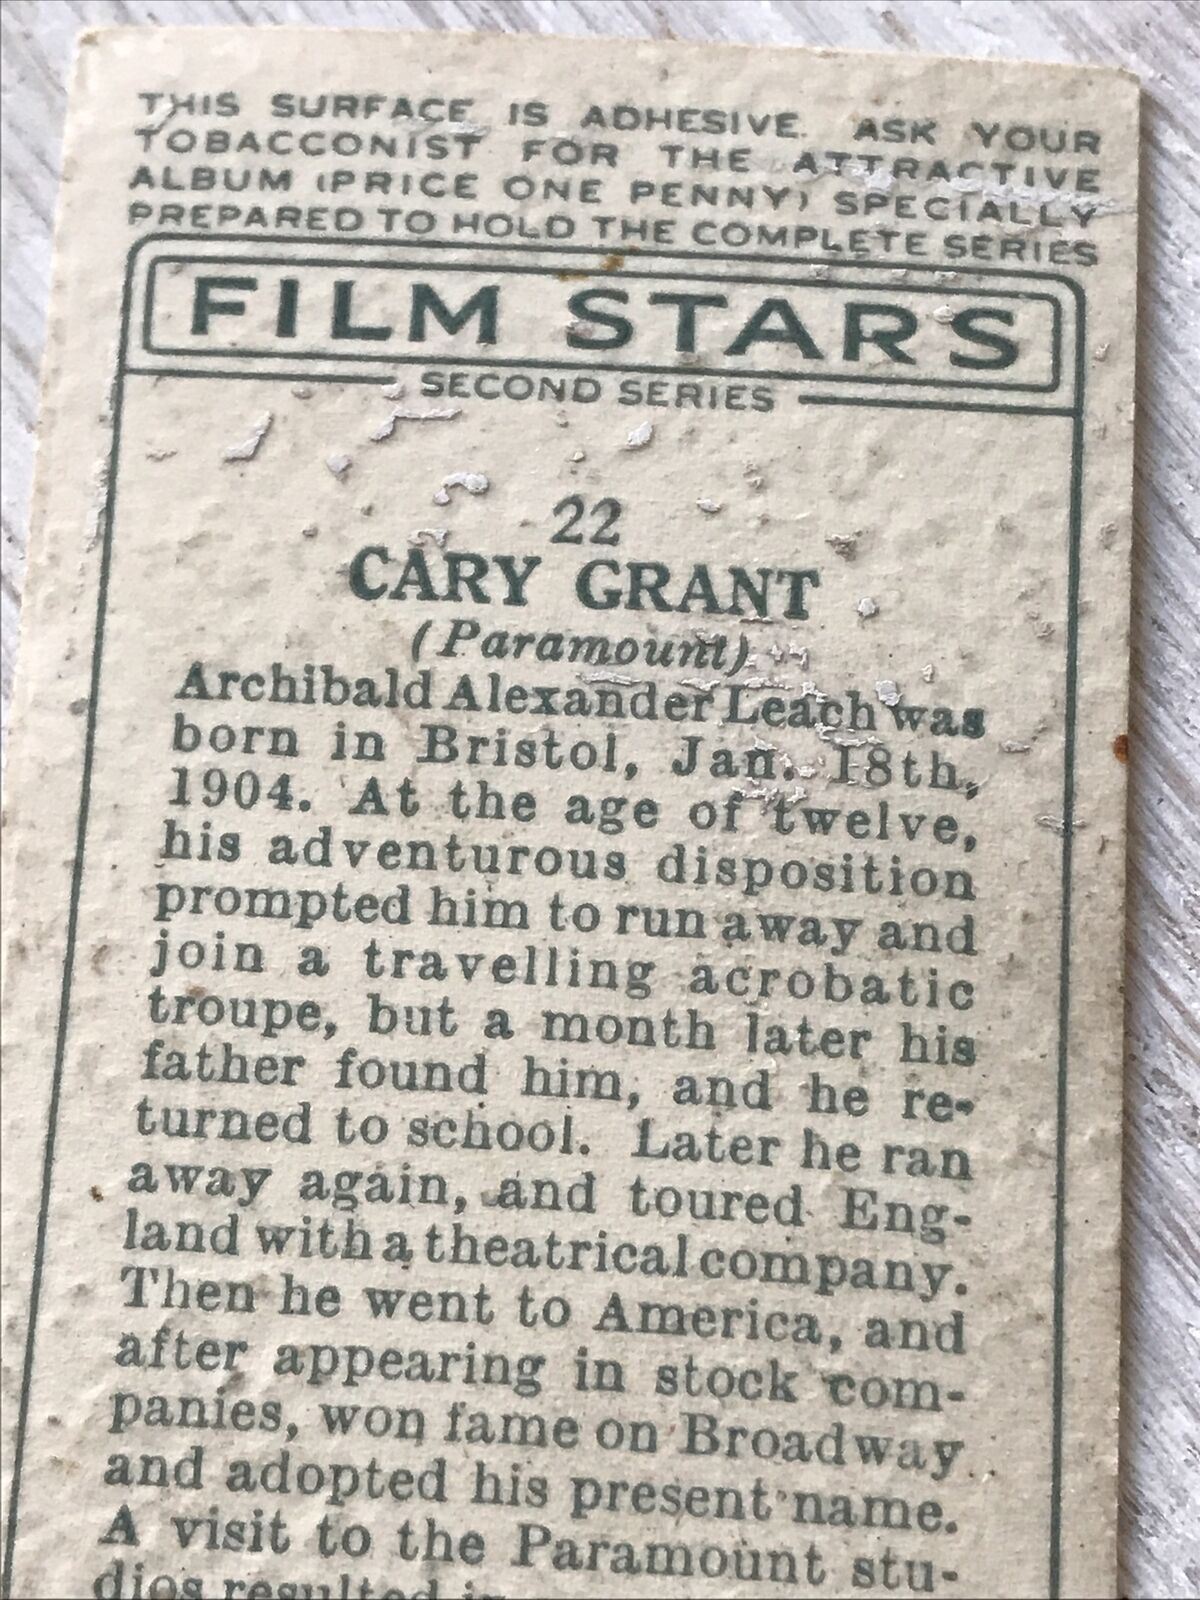 THIS SURFACE IS ADHESIVE. ASK YOUR
TOBACCONIST FOR THE ATTRACTIVE
ALBUM (PRICE ONE PENNY) SPECIALLY
PREPARED TO HOLD THE COMPLETE SERIES
FILM STARS
SECOND SERIES
22
CARY GRANT
(Paramount)
Archibald Alexander Leach was
born in Bristol, Jan. 18th,
1904. At the age of twelve,
his adventurous disposition
prompted him to run away and
join a travelling acrobatic
troupe, but a month later his
father found him, and he re-
turned to school. Later he ran
away again, and toured Eng-
land with a theatrical company.
Then he went to America, and
after appearing in stock com-
panies, won fame on Broadway
and adopted his present name.
A visit to the Paramount stu-
dios resulted in